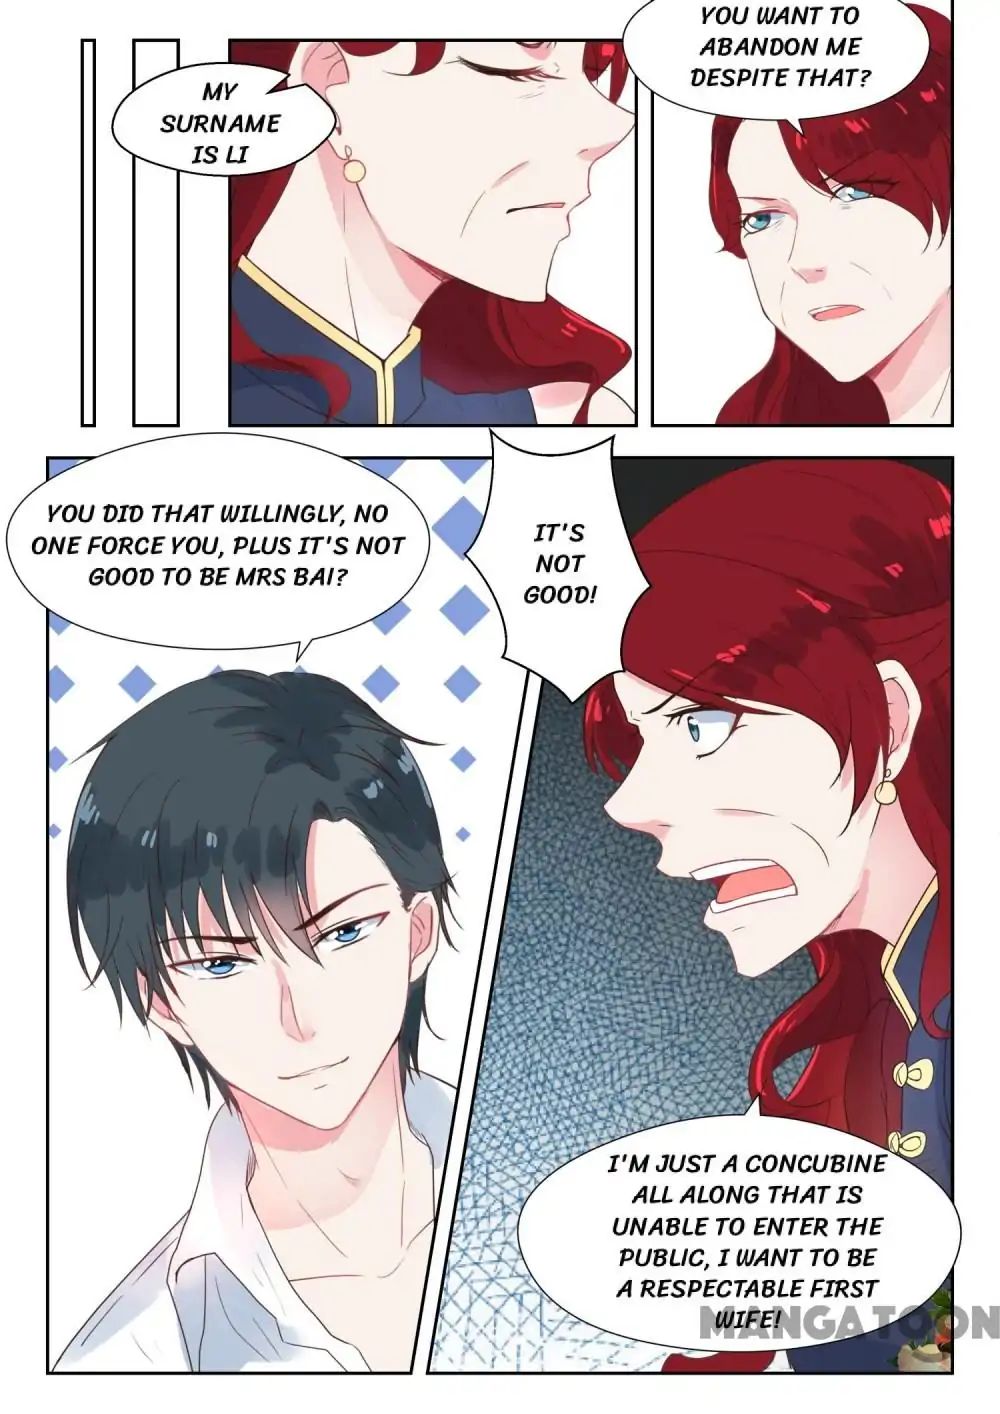 MY
SURNAME
IS LI
YOU WANT TO
ABANDON ME
DESPITE THAT?
YOU DID THAT WILLINGLY, NO
ONE FORCE YOU, PLUS IT'S NOT
GOOD TO BE MRS BAI?
IT'S
NOT
GOOD!
I'M JUST A CONCUBINE
ALL ALONG THAT IS
UNABLE TO ENTER THE
PUBLIC, I WANT TO BE
A RESPECTABLE FIRST
WIFE!
MANGATOON